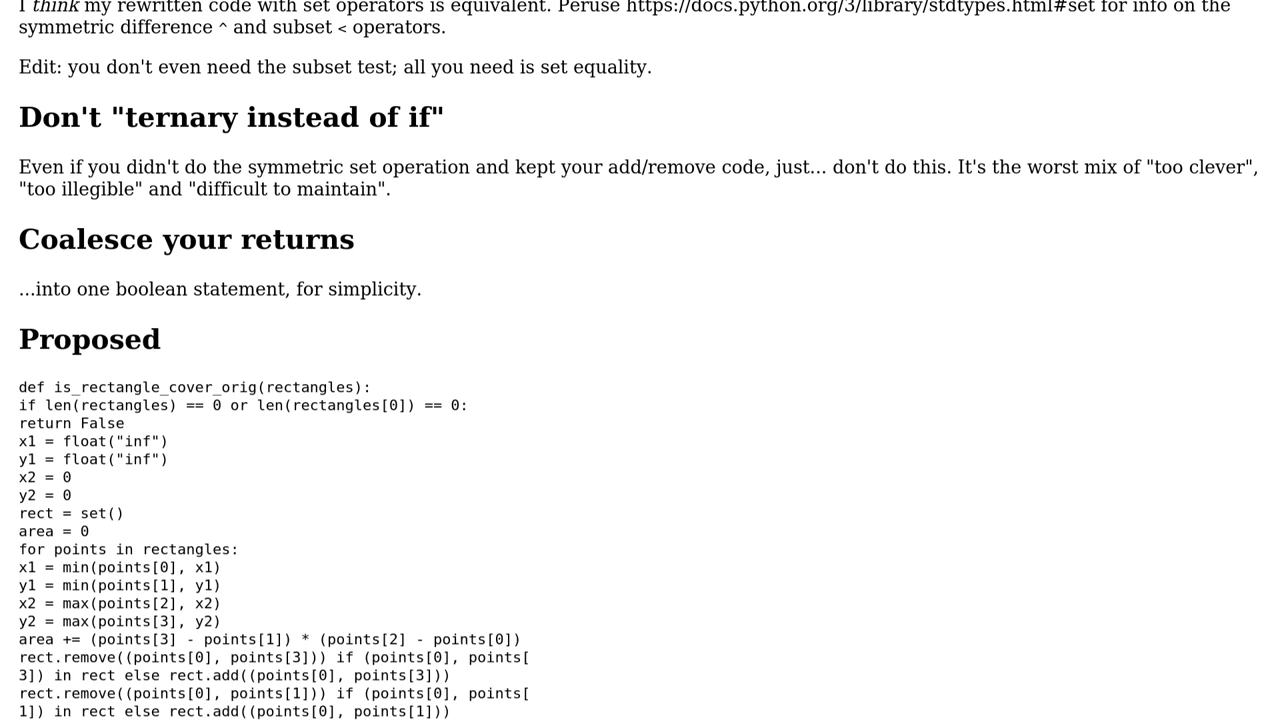 I think my rewritten code with set operators is equivalent. Peruse https://docs.python.org/3/library/stdtypes.html#set for info on the
symmetric difference ^ and subset < operators.
Edit: you don't even need the subset test; all you need is set equality.
Don't "ternary instead of if"
Even if you didn't do the symmetric set operation and kept your add/remove code, just... don't do this. It's the worst mix of "too clever",
"too illegible" and "difficult to maintain".
Coalesce your returns
...into one boolean statement, for simplicity.
Proposed
def is_rectangle_cover_orig(rectangles):
if len(rectangles) == 0 or len(rectangles[0]) == 0:
return False
x1 = float("inf")
y1 = float("inf")
x2 = 0
y2 = 0
rect = set()
area = 0
for points in rectangles:
x1 = min(points[0], x1)
y1 = min(points[1], y1)
x2 = max(points[2], x2)
y2 = max(points[3], y2)
area += (points[3] - points[1]) * (points[2] - points[0])
rect.remove((points[0], points[3])) if (points[0], points[
3]) in rect else rect.add((points[0], points[3]))
rect.remove((points[0], points[1])) if (points[0], points[
1]) in rect else rect.add((points[0], points[1]))